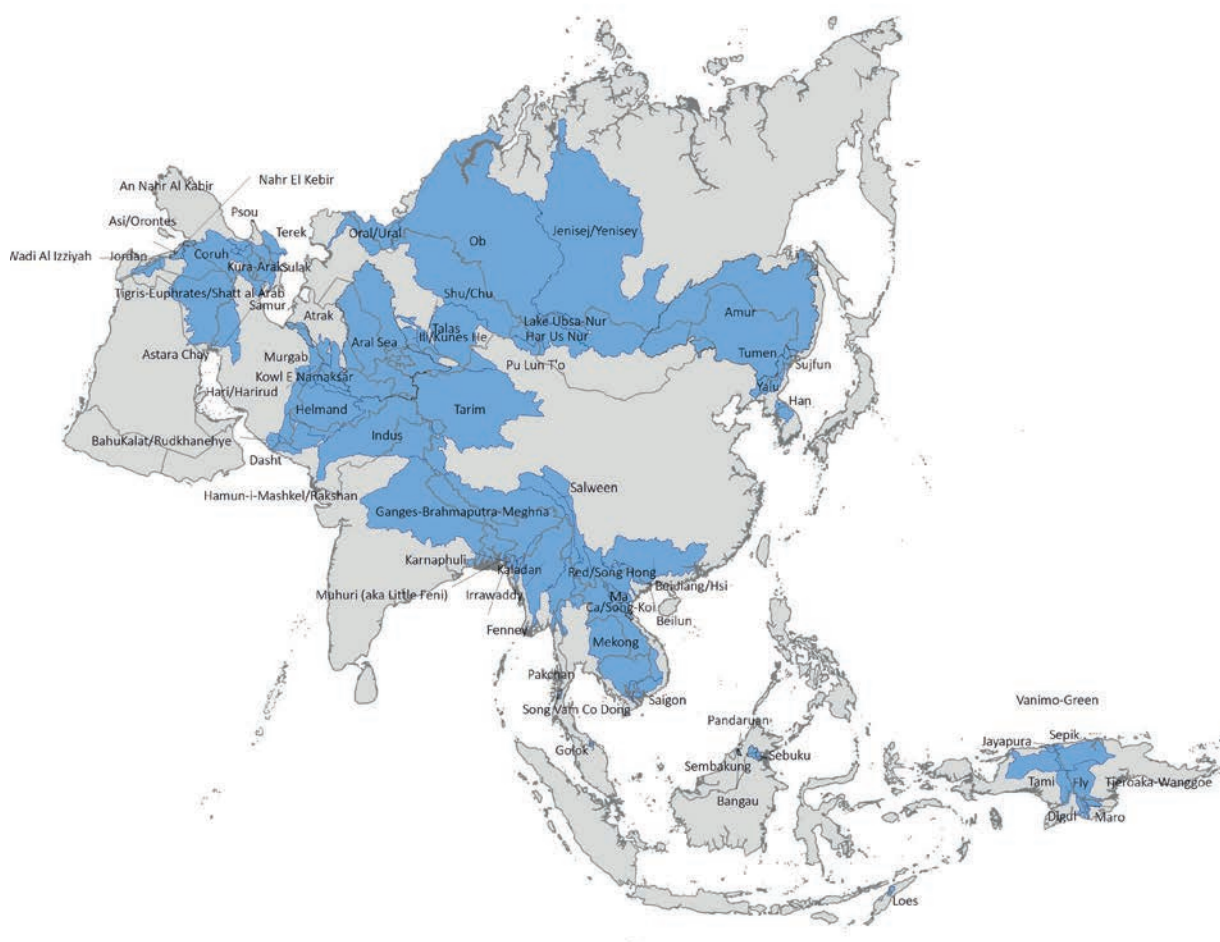 An Nahr Al Kabir
Nahr El Kebir
Asi/Orontes
Psou
Terek
Wadi Al Izziyah
Jordan
Coruh
Kura-Arak
Sulak
Oral/Ural
Ob
Jenisej/Yenisey
Tigris-Euphrates/Shatt al Arab
Samur
Atrak
Shu/Chu
Talas
Ili/Kunes He
Lake Ubsa-Nur
Har Us Nur
Amur
Aral Sea
Astara Chay
Murgab
Kowl E Namaksar
Pu Lun T'o
Tumen
Sujfun
Yalu
Han
Hari/Harirud
Helmand
Tarim
BahuKalat/Rudkhanehye
Indus
Dasht
Hamun-i-Mashkel/Rakshan
Salween
Ganges-Brahmaputra-Meghna
Karnaphuli
Kaladan
Red/Song Hong
Beidiang/Hsi
Muhuri (aka Little Feni)
Irrawaddy
Ma
Ca/Song-Koi
Beilun
Fenney
Mekong
Pakchan
Saigon
Song Vam Co Dong
Golok
Pandaruan
Sebuku
Sembakung
Bangau
Vanimo-Green
Sepik
Jayapura
Tami
Fly
Tjeroaka-Wanggoe
Digul
Maro
Loes